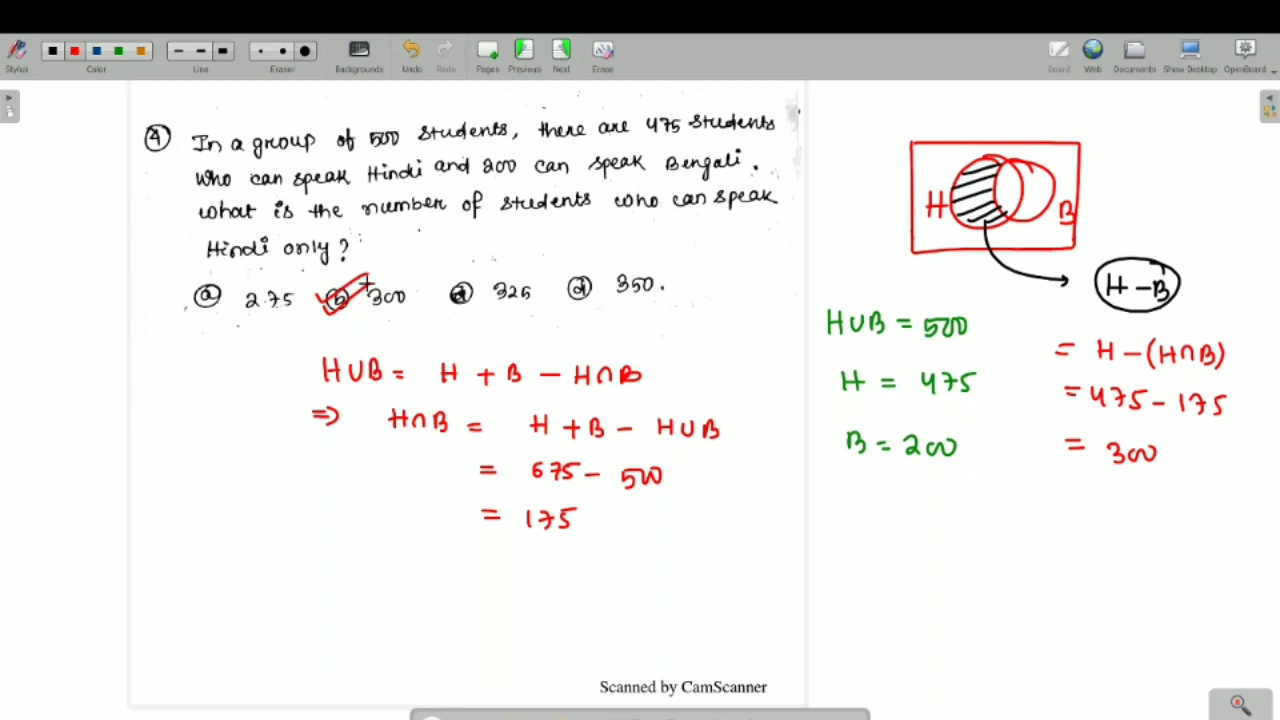 Styles
Color
Line
Eraser
Backgrounds
Undo
Redo
Pages
Previous
Next
Erase
Board
Web
Documents
Show Desktop
OpenBoard
④ In a group of 500 students, there are 475 students
who can speak Hindi and 200 can speak Bengali.
What is the number of students who can speak
Hindi only?
ⓐ 275 ⓑ 300 ⓓ 325 ⓓ 350.
H∪B = H + B − H∩B
⇒ H∩B = H + B − H∪B
= 675 − 500
= 175
H
B
H − B
H∪B = 500
H = 475
B = 200
= H − (H∩B)
= 475 − 175
= 300
Scanned by CamScanner